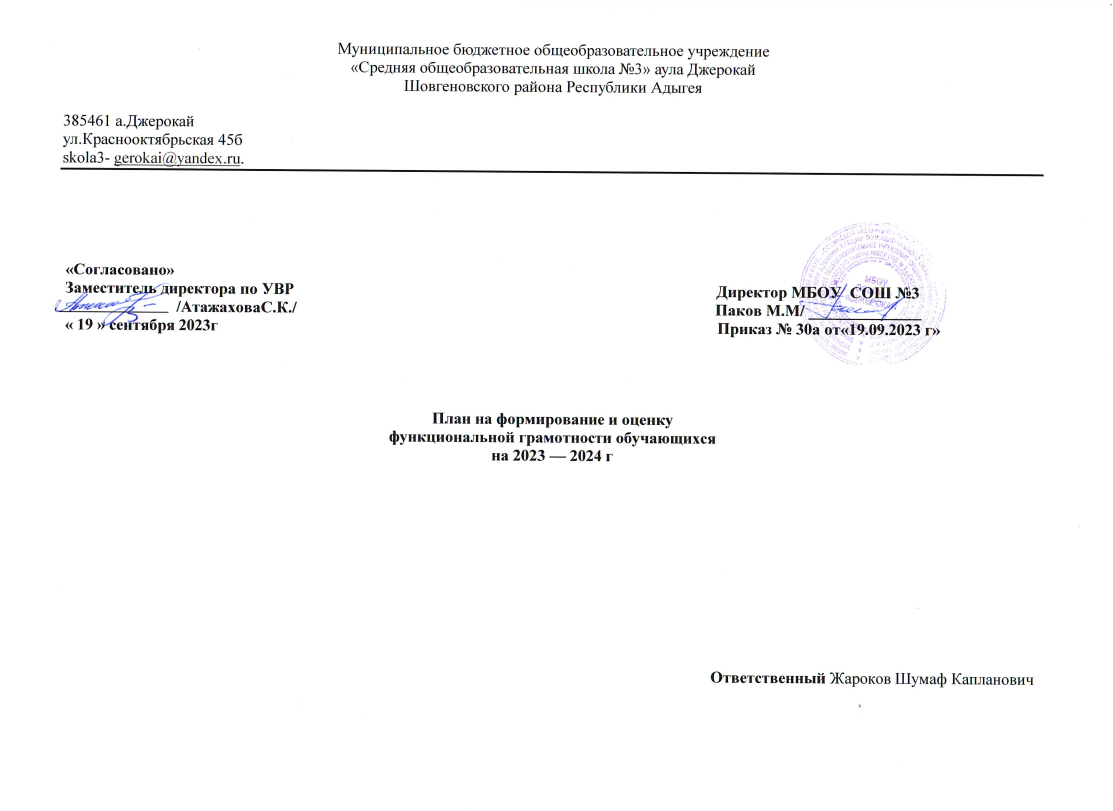 Муниципальное бюджетное общеобразовательное учреждение
«Средняя общеобразовательная школа №3» аула Джерокай
Шовгеновского района Республики Адыгея
385461 а.Джерокай
ул.Краснооктябрьская 45б
skola3- gerokai@yandex.ru.
«Согласовано»
Заместитель директора по УВР
/АтажаховаС.К./
« 19 » сентября 2023г
Директор МБОУ СОШ №3
Паков М.М/
Приказ № 30а от«19.09.2023 г»
МБОУ
План на формирование и оценку
функциональной грамотности обучающихся
на 2023 — 2024 г
Ответственный Жароков Шумаф Капланович